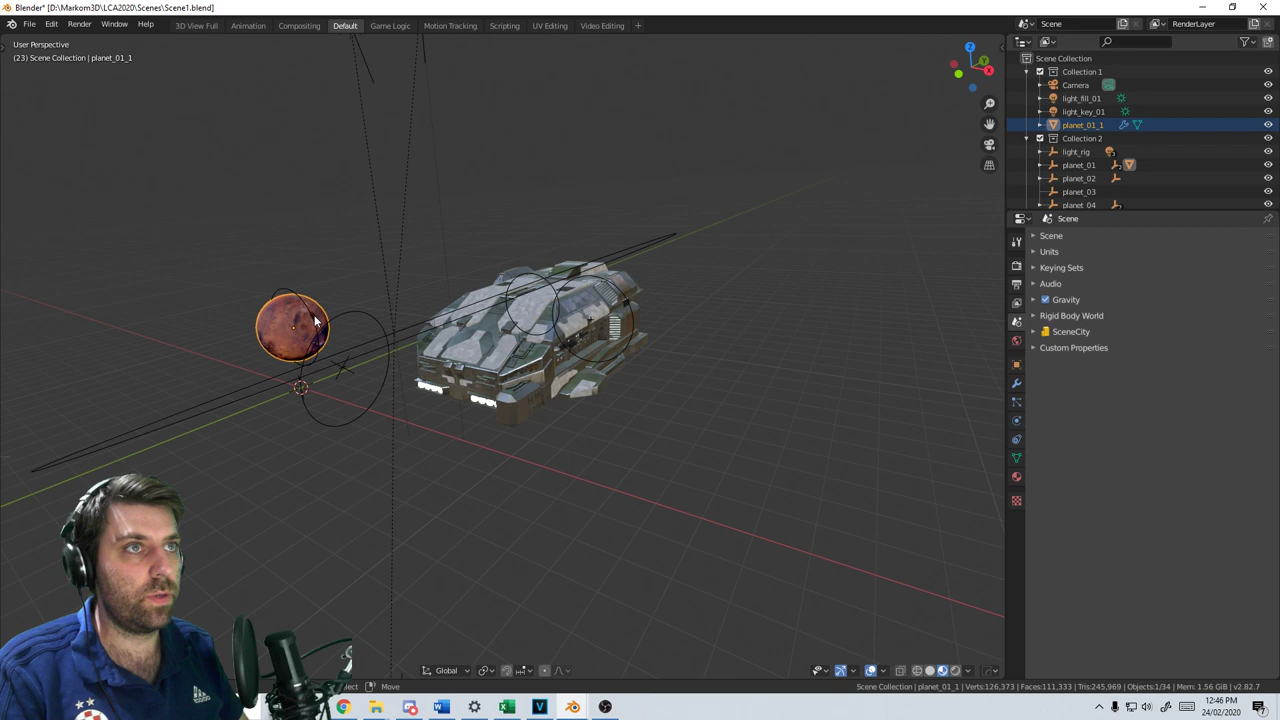 Blender* [D:\Markom3D\LCA2020\Scenes\Scene1.blend]
File Edit Render Window Help
3D View Full Animation Compositing Default Game Logic Motion Tracking Scripting UV Editing Video Editing +
Scene RenderLayer
User Perspective
(23) Scene Collection | planet_01_1
Z
Y
X
Scene Collection
Collection 1
Camera
light_fill_01
light_key_01
planet_01_1
Collection 2
light_rig
planet_01
planet_02
planet_03
planet_04
Scene
Scene
Units
Keying Sets
Audio
Gravity
Rigid Body World
SceneCity
Custom Properties
Global
Move
Scene Collection | planet_01_1 | Verts:126,373 | Faces:111,333 | Tris:245,969 | Objects:1/34 | Mem: 1.56 GiB | v2.82.7
adidas
12:46 PM
24/02/2020